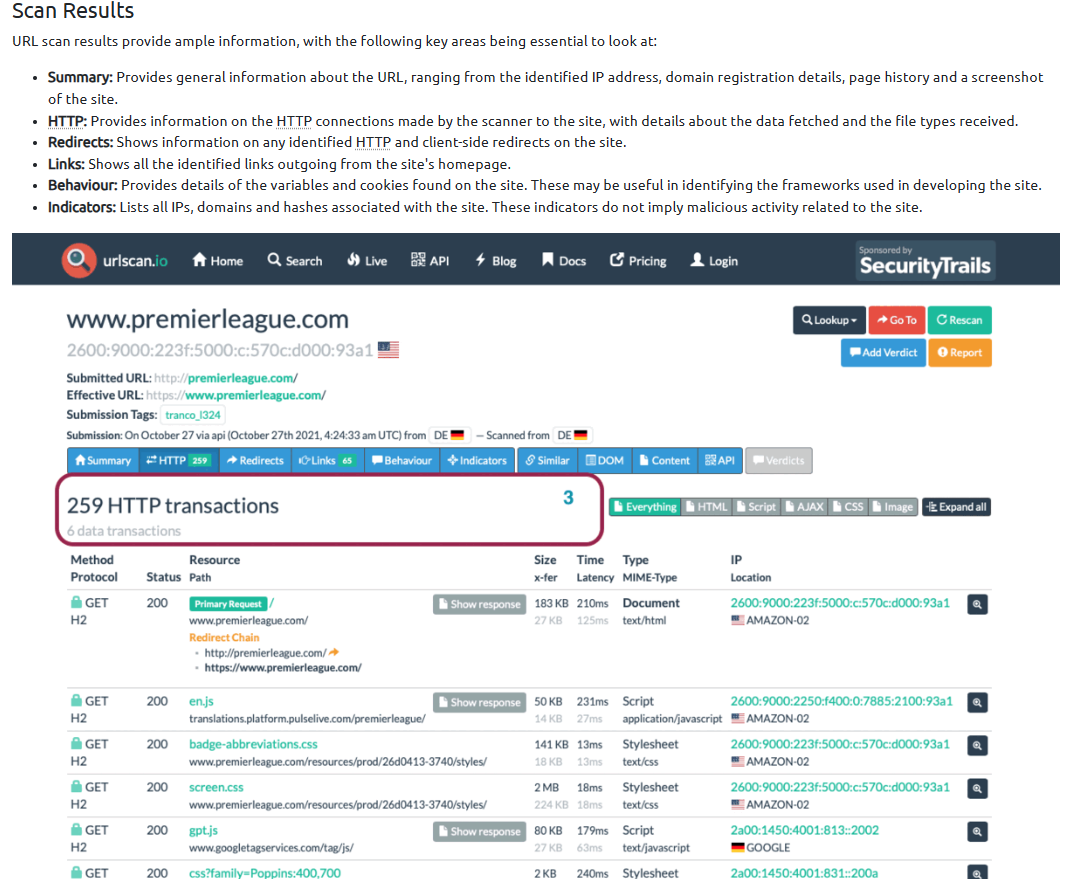 Scan Results
URL scan results provide ample information, with the following key areas being essential to look at:
• Summary: Provides general information about the URL, ranging from the identified IP address, domain registration details, page history and a screenshot
of the site.
• HTTP: Provides information on the HTTP connections made by the scanner to the site, with details about the data fetched and the file types received.
• Redirects: Shows information on any identified HTTP and client-side redirects on the site.
• Links: Shows all the identified links outgoing from the site's homepage.
• Behaviour: Provides details of the variables and cookies found on the site. These may be useful in identifying the frameworks used in developing the site.
• Indicators: Lists all IPs, domains and hashes associated with the site. These indicators do not imply malicious activity related to the site.
urlscan.io Home Search Live API Blog Docs Pricing Login Sponsored by SecurityTrails
www.premierleague.com Lookup Go To Rescan
2600:9000:223f:5000:c:570c:d000:93a1 Add Verdict Report
Submitted URL: http://premierleague.com/
Effective URL: https://www.premierleague.com/
Submission Tags: tranco_l324
Submission: On October 27 via api (October 27th 2021, 4:24:33 am UTC) from DE — Scanned from DE
Summary HTTP 259 Redirects Links 65 Behaviour Indicators Similar DOM Content API Verdicts
259 HTTP transactions 3 Everything HTML Script AJAX CSS Image Expand all
6 data transactions
Method Resource Size Time Type IP
Protocol Status Path x-fer Latency MIME-Type Location
GET 200 Primary Request / Show response 183 KB 210ms Document 2600:9000:223f:5000:c:570c:d000:93a1
H2 www.premierleague.com/ 27 KB 125ms text/html AMAZON-02
Redirect Chain
• http://premierleague.com/
• https://www.premierleague.com/
GET 200 en.js Show response 50 KB 231ms Script 2600:9000:2250:f400:0:7885:2100:93a1
H2 translations.platform.pulselive.com/premierleague/ 14 KB 27ms application/javascript AMAZON-02
GET 200 badge-abbreviations.css 141 KB 13ms Stylesheet 2600:9000:223f:5000:c:570c:d000:93a1
H2 www.premierleague.com/resources/prod/26d0413-3740/styles/ 18 KB 13ms text/css AMAZON-02
GET 200 screen.css 2 MB 18ms Stylesheet 2600:9000:223f:5000:c:570c:d000:93a1
H2 www.premierleague.com/resources/prod/26d0413-3740/styles/ 224 KB 18ms text/css AMAZON-02
GET 200 gpt.js Show response 80 KB 179ms Script 2a00:1450:4001:813::2002
H2 www.googletagservices.com/tag/js/ 27 KB 63ms text/javascript GOOGLE
GET 200 css?family=Poppins:400,700 2 KB 240ms Stylesheet 2a00:1450:4001:831::200a